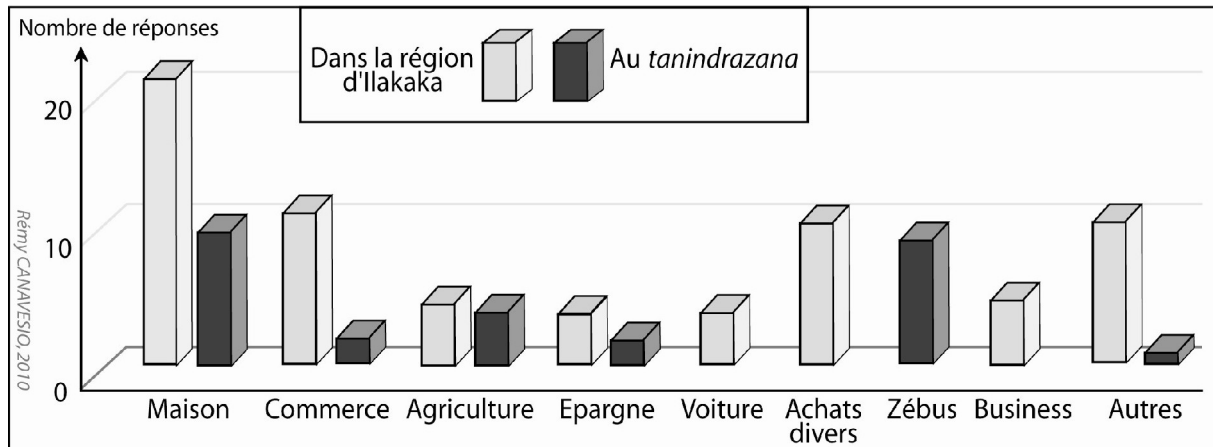 Nombre de réponses
Dans la région
d'Ilakaka
Au tanindrazana
20
10
0
Rémy CANAVESIO, 2010
Maison
Commerce
Agriculture
Epargne
Voiture
Achats
divers
Zébus
Business
Autres